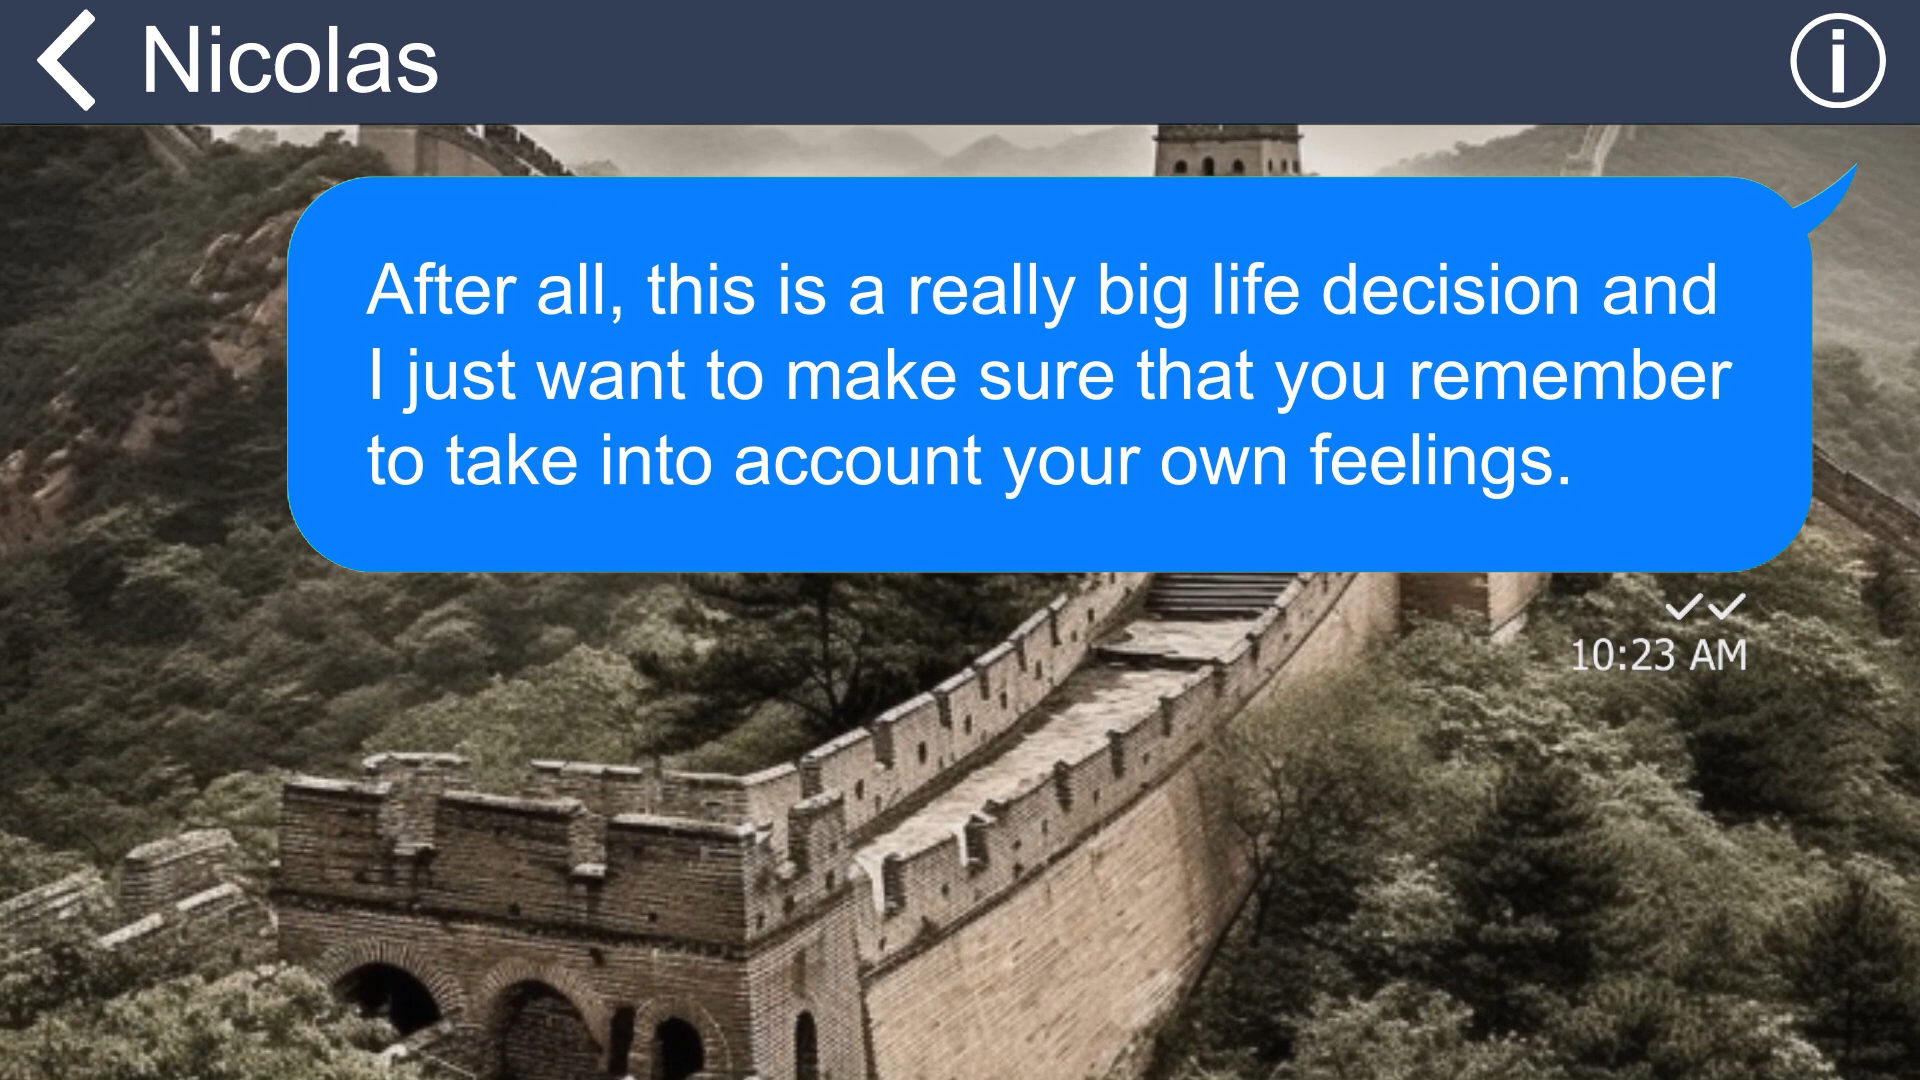 Nicolas
After all, this is a really big life decision and
I just want to make sure that you remember
to take into account your own feelings.
10:23 AM